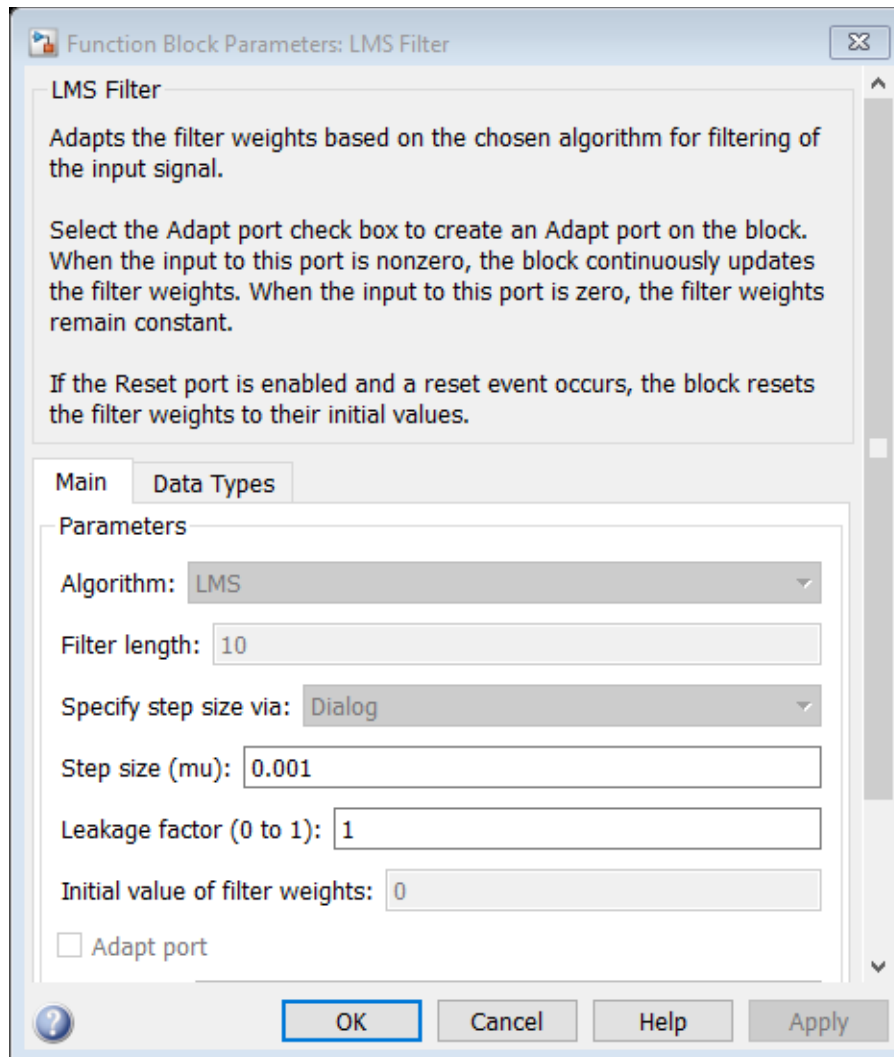 Function Block Parameters: LMS Filter
LMS Filter
Adapts the filter weights based on the chosen algorithm for filtering of
the input signal.
Select the Adapt port check box to create an Adapt port on the block.
When the input to this port is nonzero, the block continuously updates
the filter weights. When the input to this port is zero, the filter weights
remain constant.
If the Reset port is enabled and a reset event occurs, the block resets
the filter weights to their initial values.
Main Data Types
Parameters
Algorithm: LMS
Filter length: 10
Specify step size via: Dialog
Step size (mu): 0.001
Leakage factor (0 to 1): 1
Initial value of filter weights: 0
Adapt port
? OK Cancel Help Apply